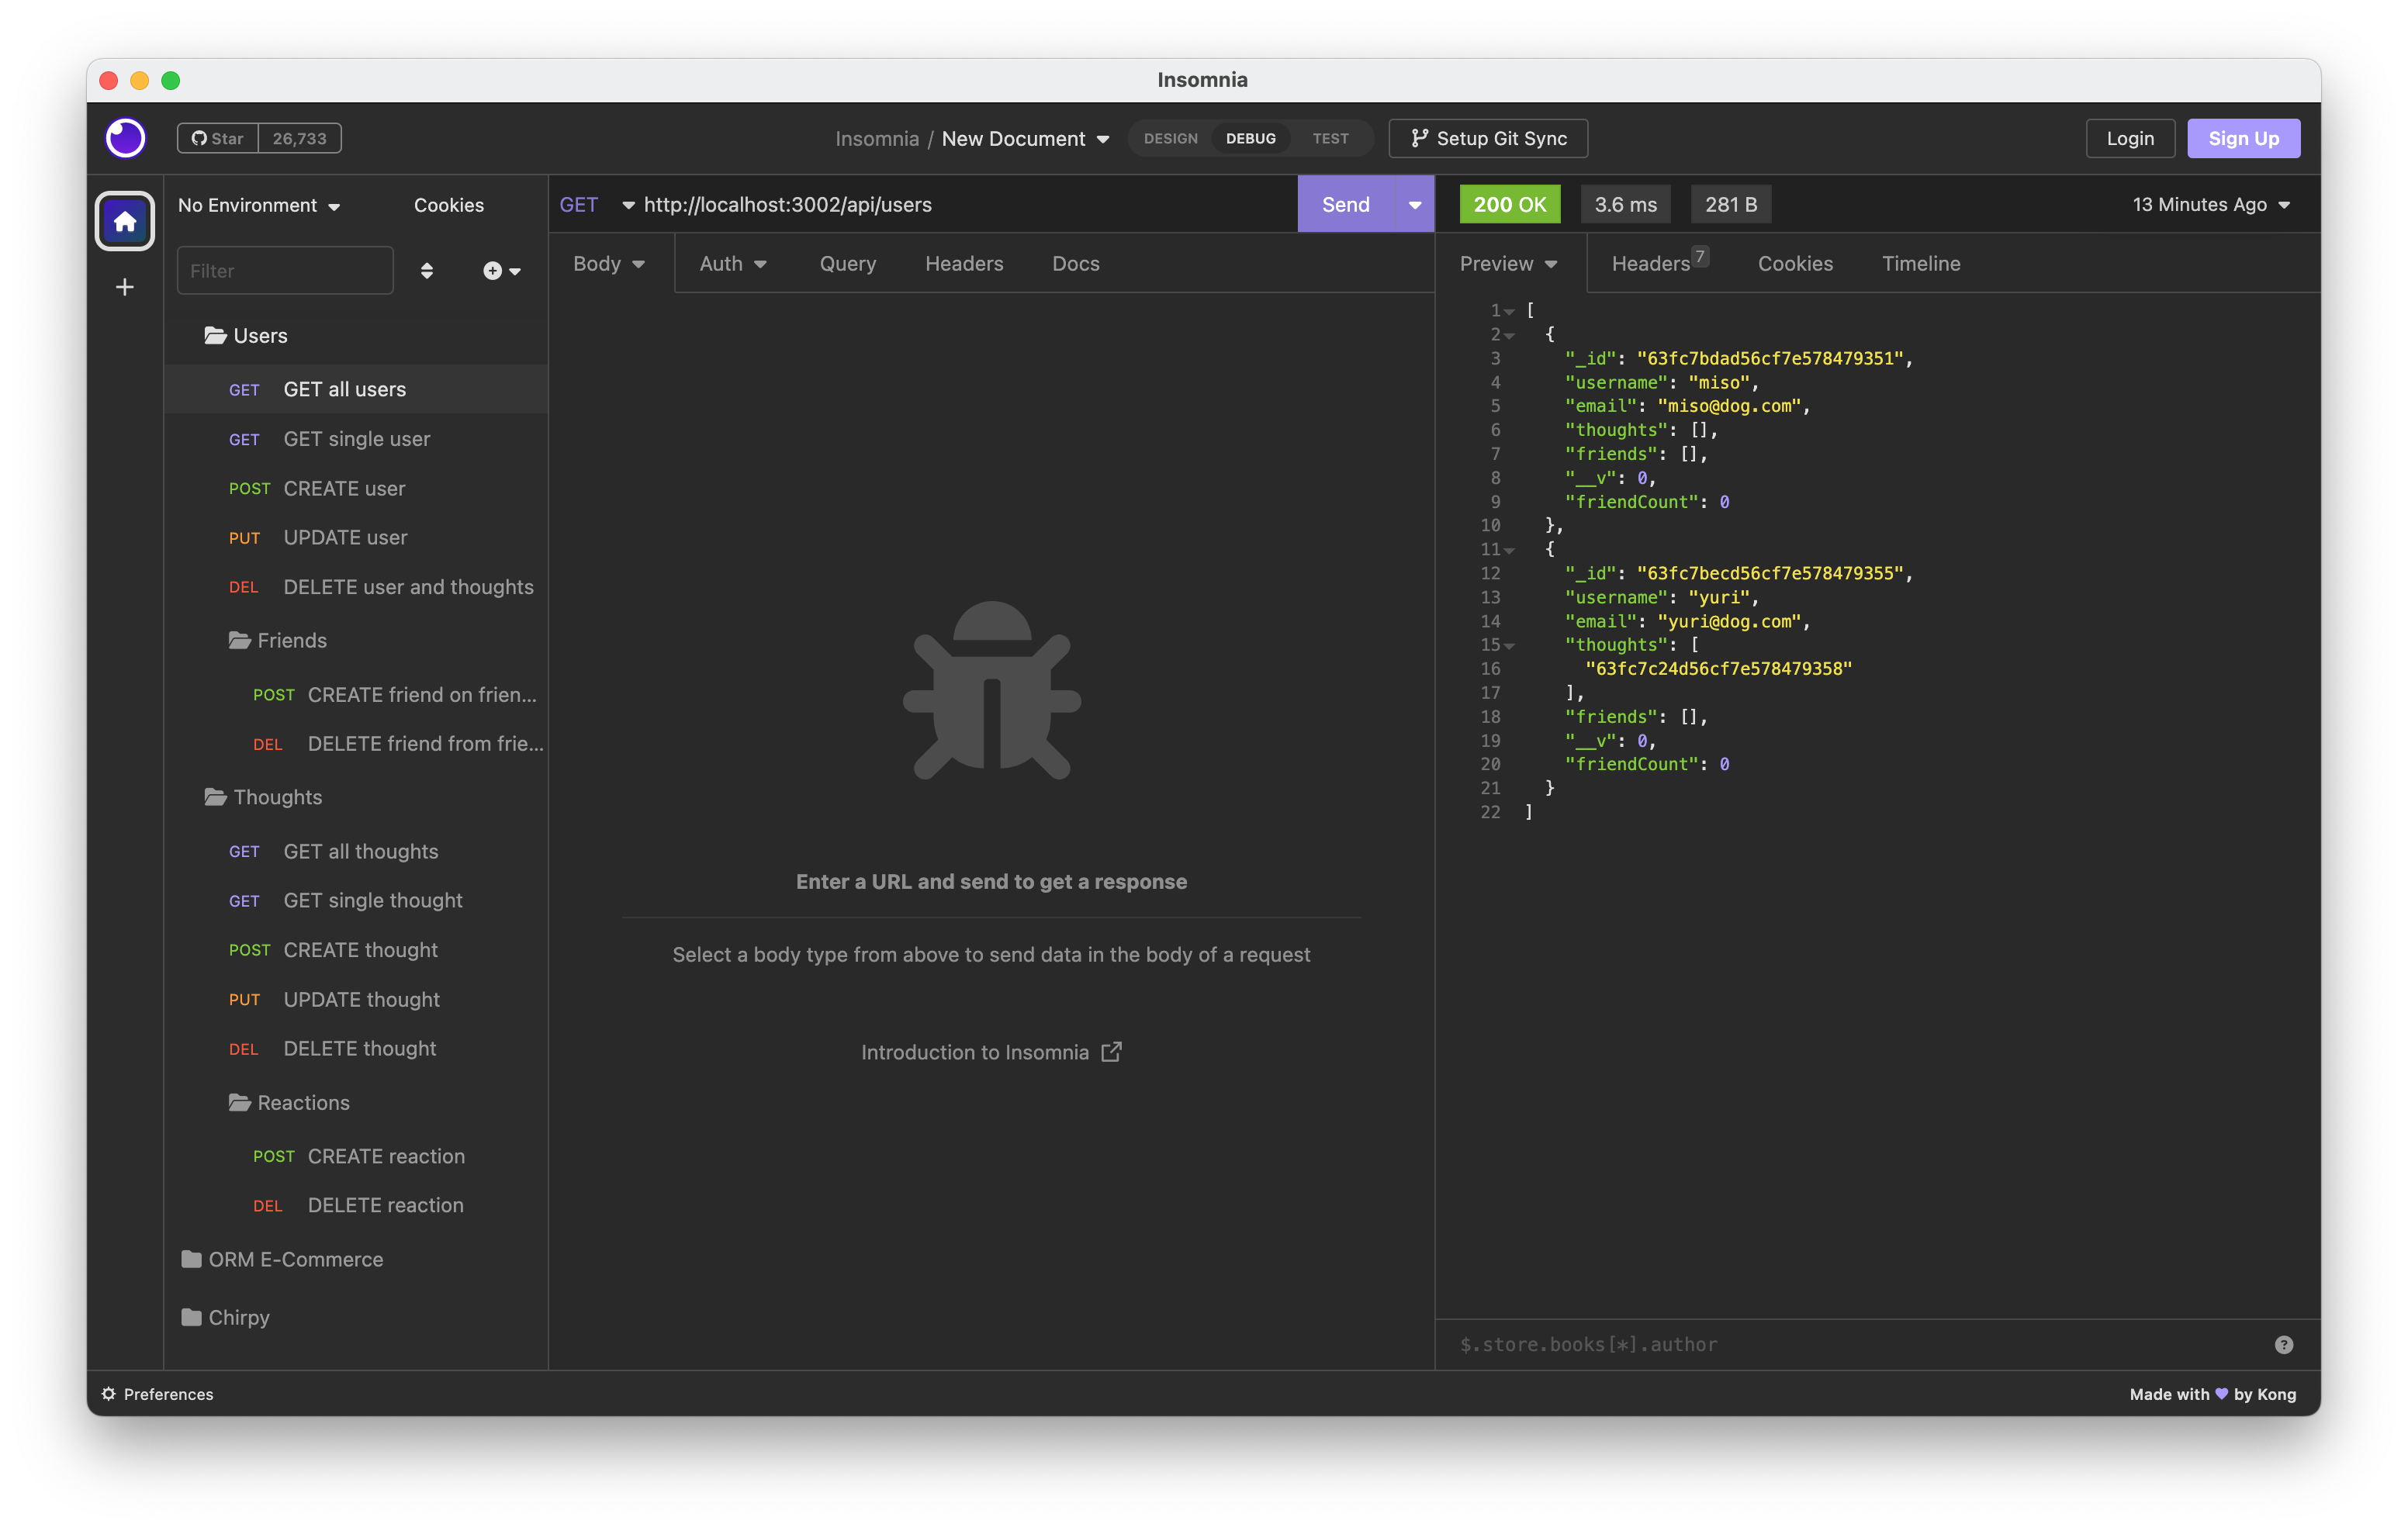 Insomnia
Star 26,733
Insomnia / New Document
DESIGN DEBUG TEST
Setup Git Sync
Login
Sign Up
No Environment
Cookies
Filter
Users
GET GET all users
GET GET single user
POST CREATE user
PUT UPDATE user
DEL DELETE user and thoughts
Friends
POST CREATE friend on frien...
DEL DELETE friend from frie...
Thoughts
GET GET all thoughts
GET GET single thought
POST CREATE thought
PUT UPDATE thought
DEL DELETE thought
Reactions
POST CREATE reaction
DEL DELETE reaction
ORM E-Commerce
Chirpy
GET http://localhost:3002/api/users
Send
Body Auth Query Headers Docs
Enter a URL and send to get a response
Select a body type from above to send data in the body of a request
Introduction to Insomnia
200 OK 3.6 ms 281 B 13 Minutes Ago
Preview Headers 7 Cookies Timeline
1 [
2 {
3 "_id": "63fc7bdad56cf7e578479351",
4 "username": "miso",
5 "email": "miso@dog.com",
6 "thoughts": [],
7 "friends": [],
8 "__v": 0,
9 "friendCount": 0
10 },
11 {
12 "_id": "63fc7becd56cf7e578479355",
13 "username": "yuri",
14 "email": "yuri@dog.com",
15 "thoughts": [
16 "63fc7c24d56cf7e578479358"
17 ],
18 "friends": [],
19 "__v": 0,
20 "friendCount": 0
21 }
22 ]
$.store.books[*].author
?
Preferences
Made with ♥ by Kong